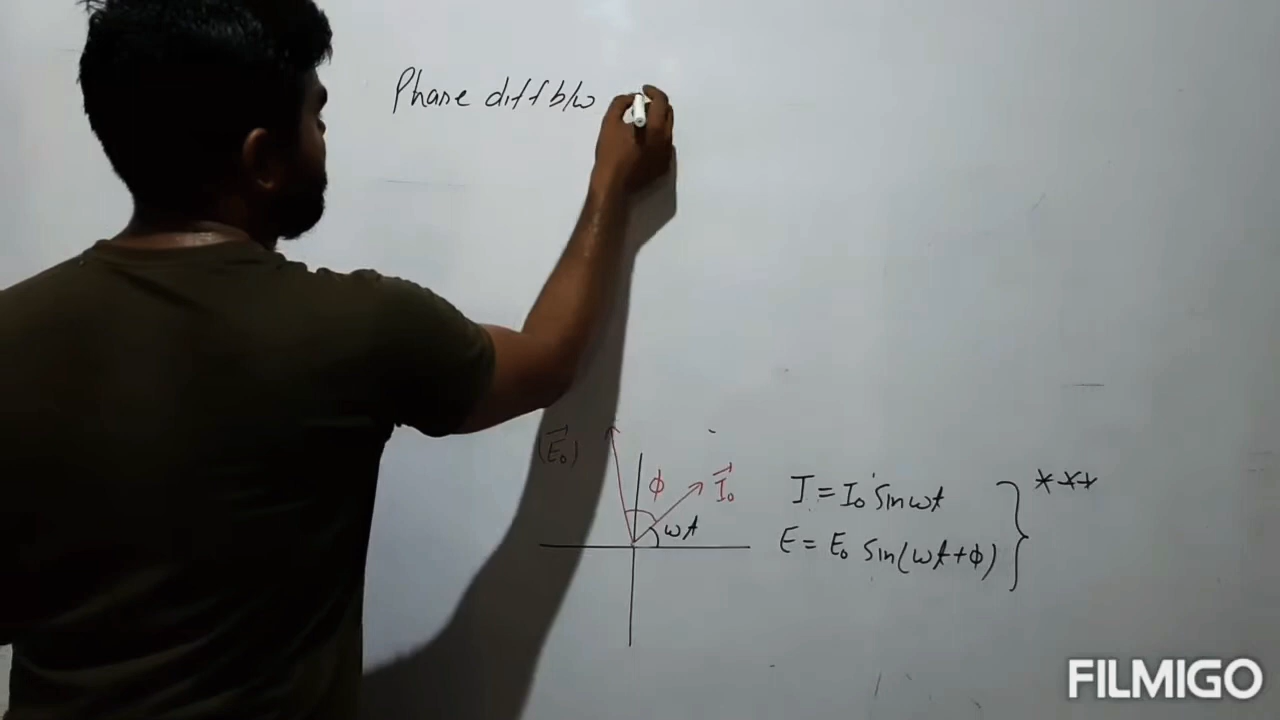 Phase diff b/w
(E₀)
ϕ
I₀
ωt
I = I₀ Sin ωt
E = E₀ Sin(ωt+ϕ)
***
FILMIGO